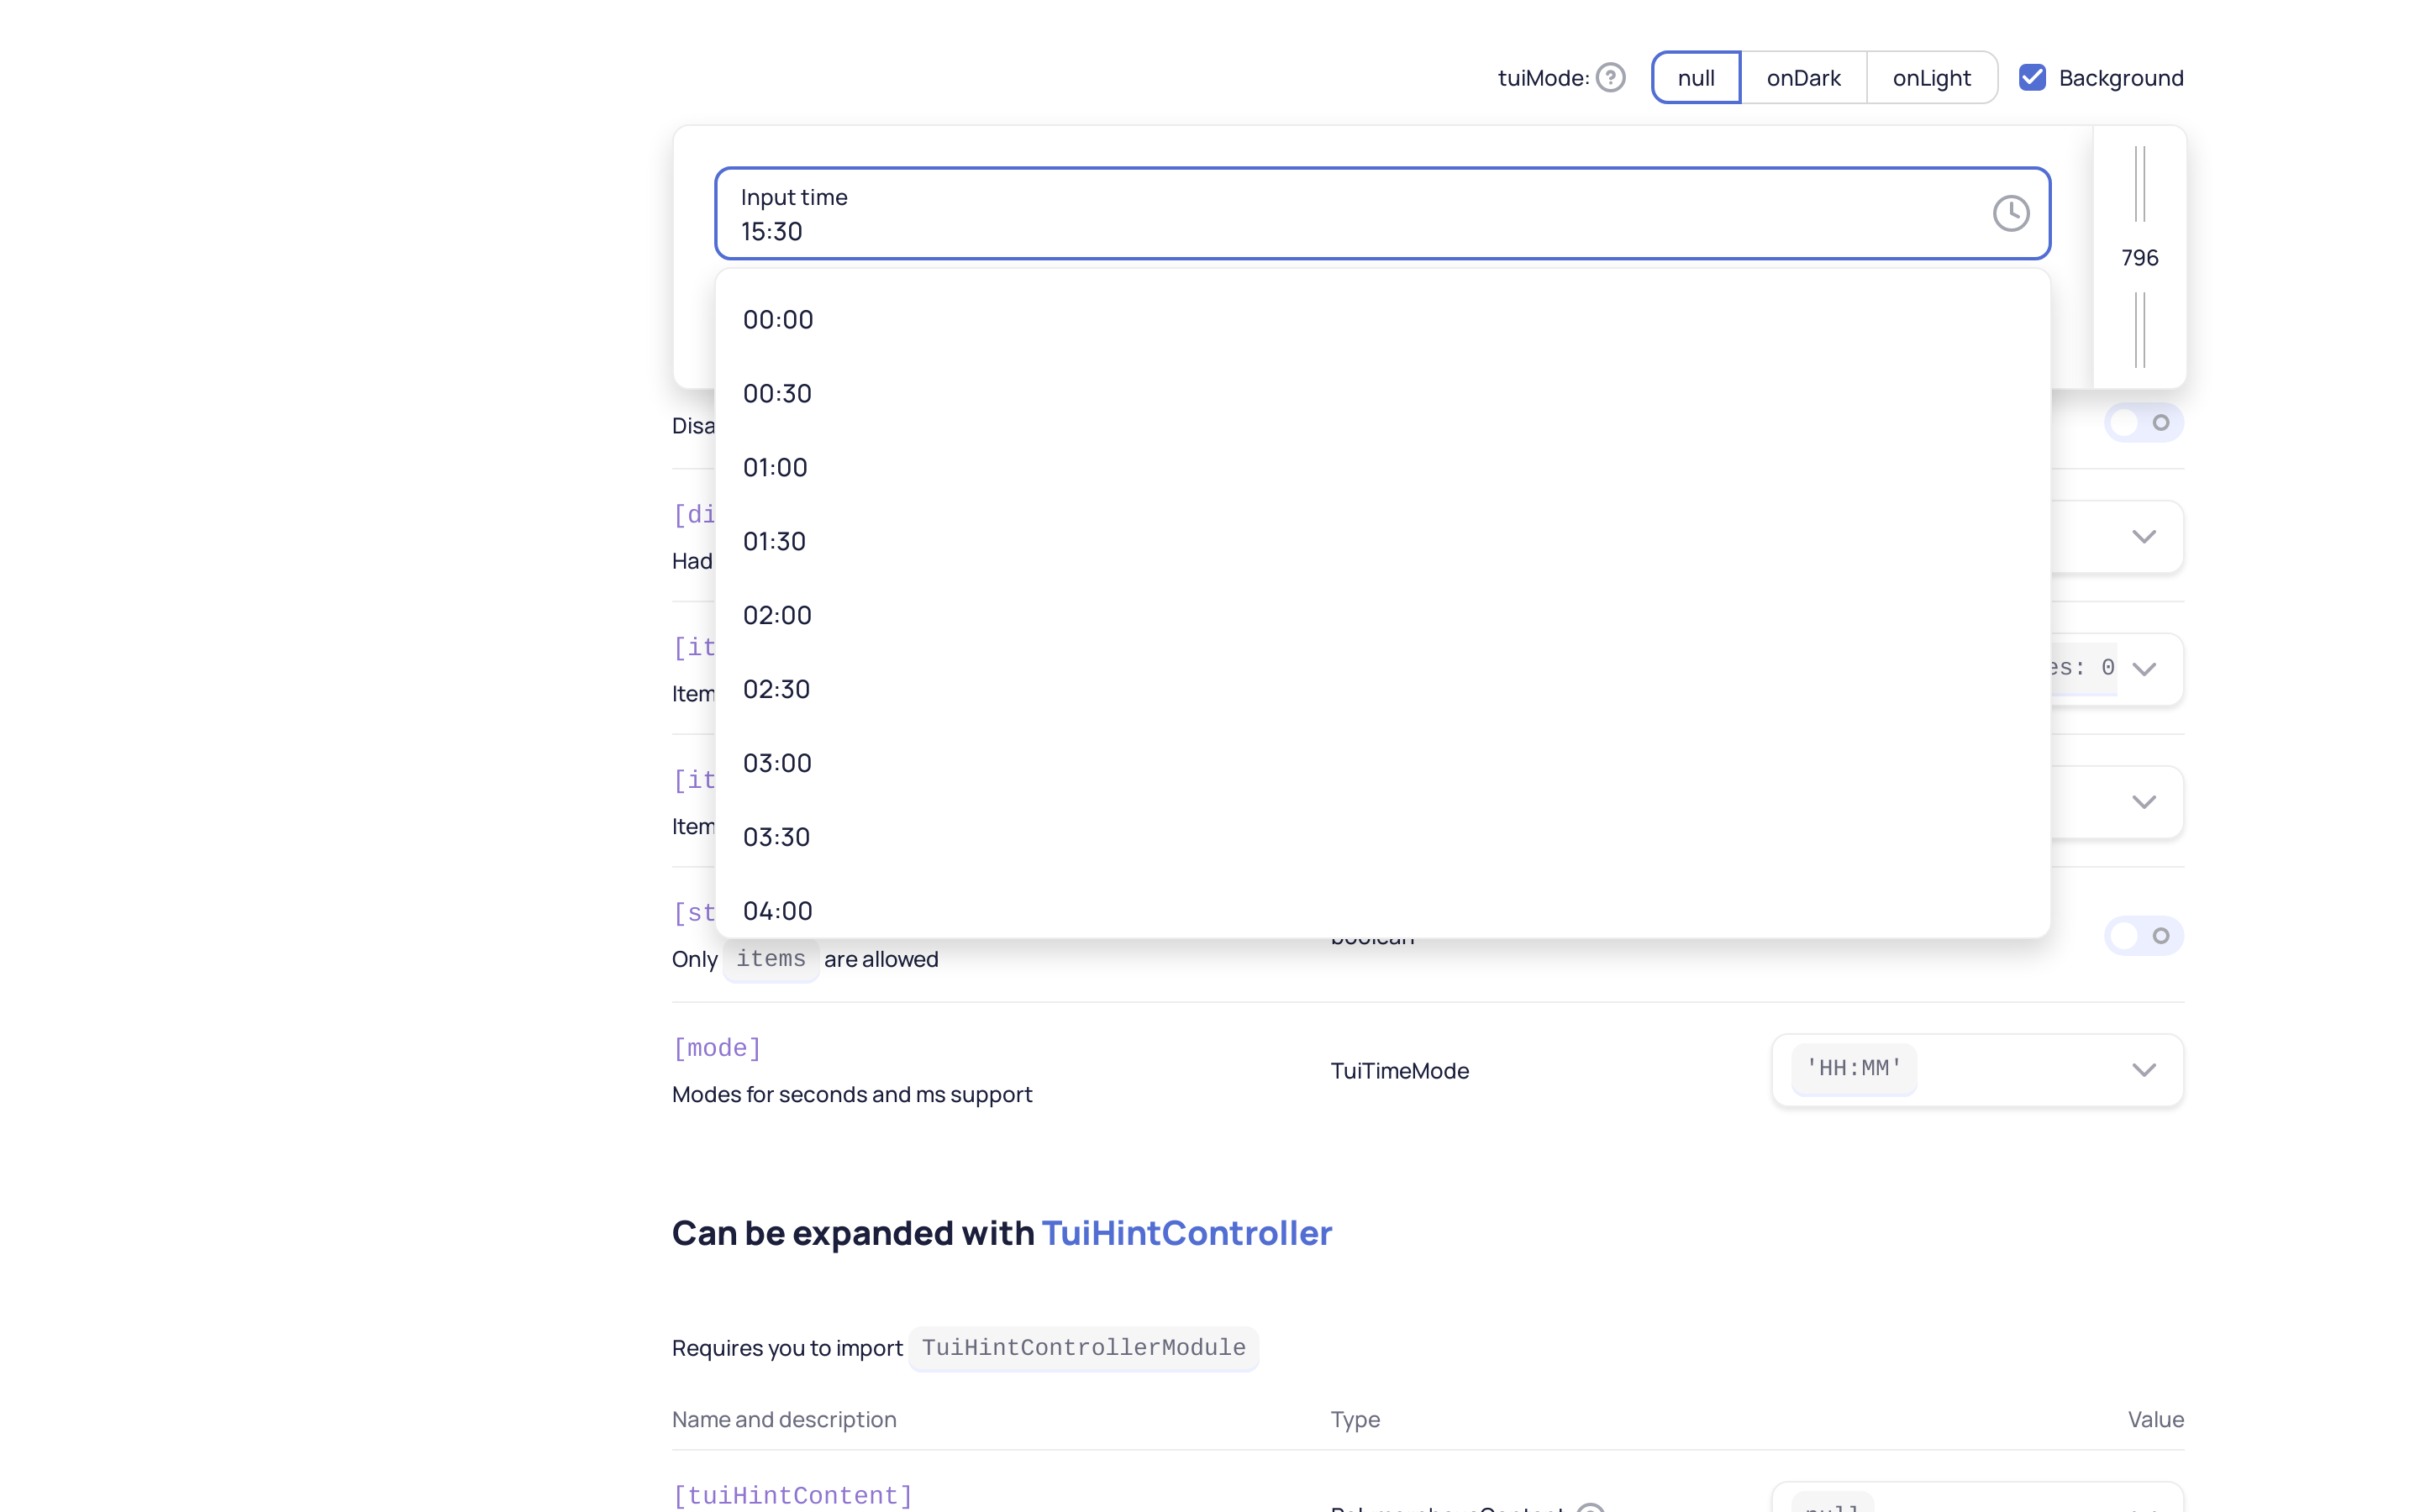 tuiMode: null onDark onLight Background
Input time
15:30
796
00:00
00:30
01:00
01:30
02:00
02:30
03:00
03:30
04:00
Disa
[di
Had
[it
es: 0
Item
[it
Item
[st
boolean
Only items are allowed
[mode]
TuiTimeMode 'HH:MM'
Modes for seconds and ms support
Can be expanded with TuiHintController
Requires you to import TuiHintControllerModule
Name and description Type Value
[tuiHintContent]
null